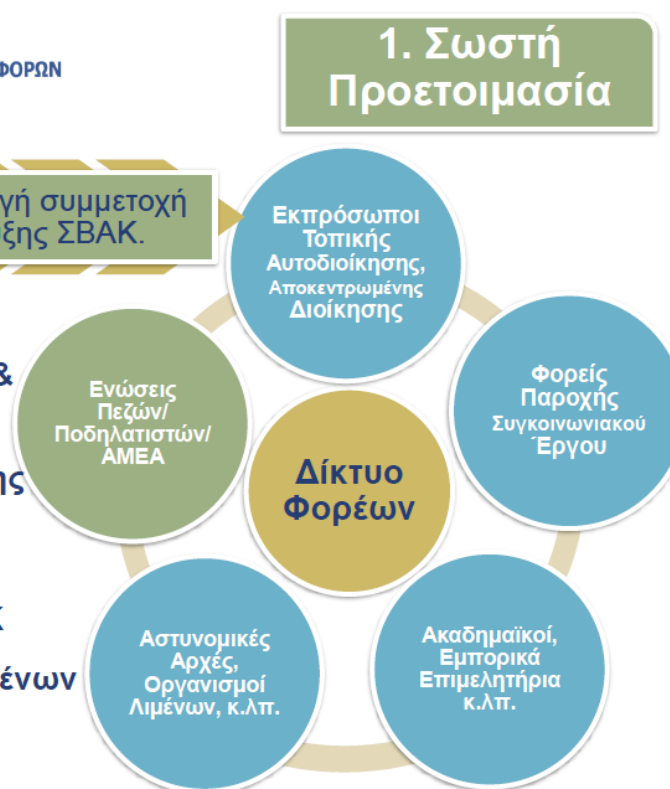 ΦΟΡΩΝ
1. Σωστή
Προετοιμασία
γή συμμετοχή
ξης ΣΒΑΚ.
Εκπρόσωποι
Τοπικής
Αυτοδιοίκησης,
Αποκεντρωμένης
Διοίκησης
&
Ενώσεις
Πεζών/
Ποδηλατιστών/
ΑΜΕΑ
Φορείς
Παροχής
Συγκοινωνιακού
Έργου
Δίκτυο
Φορέων
ης
Κ
ένων
Αστυνομικές
Αρχές,
Οργανισμοί
Λιμένων, κ.λπ.
Ακαδημαϊκοί,
Εμπορικά
Επιμελητήρια
κ.λπ.